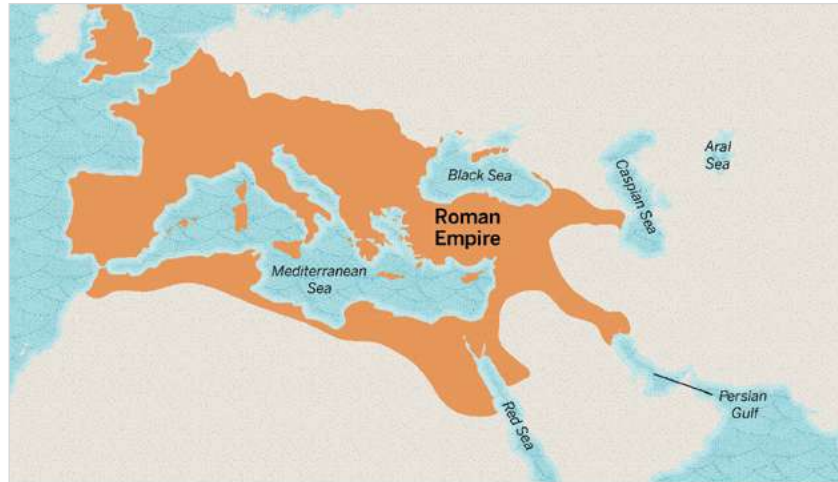 Black Sea
Caspian Sea
Aral
Sea
Roman
Empire
Mediterranean
Sea
Red Sea
Persian
Gulf